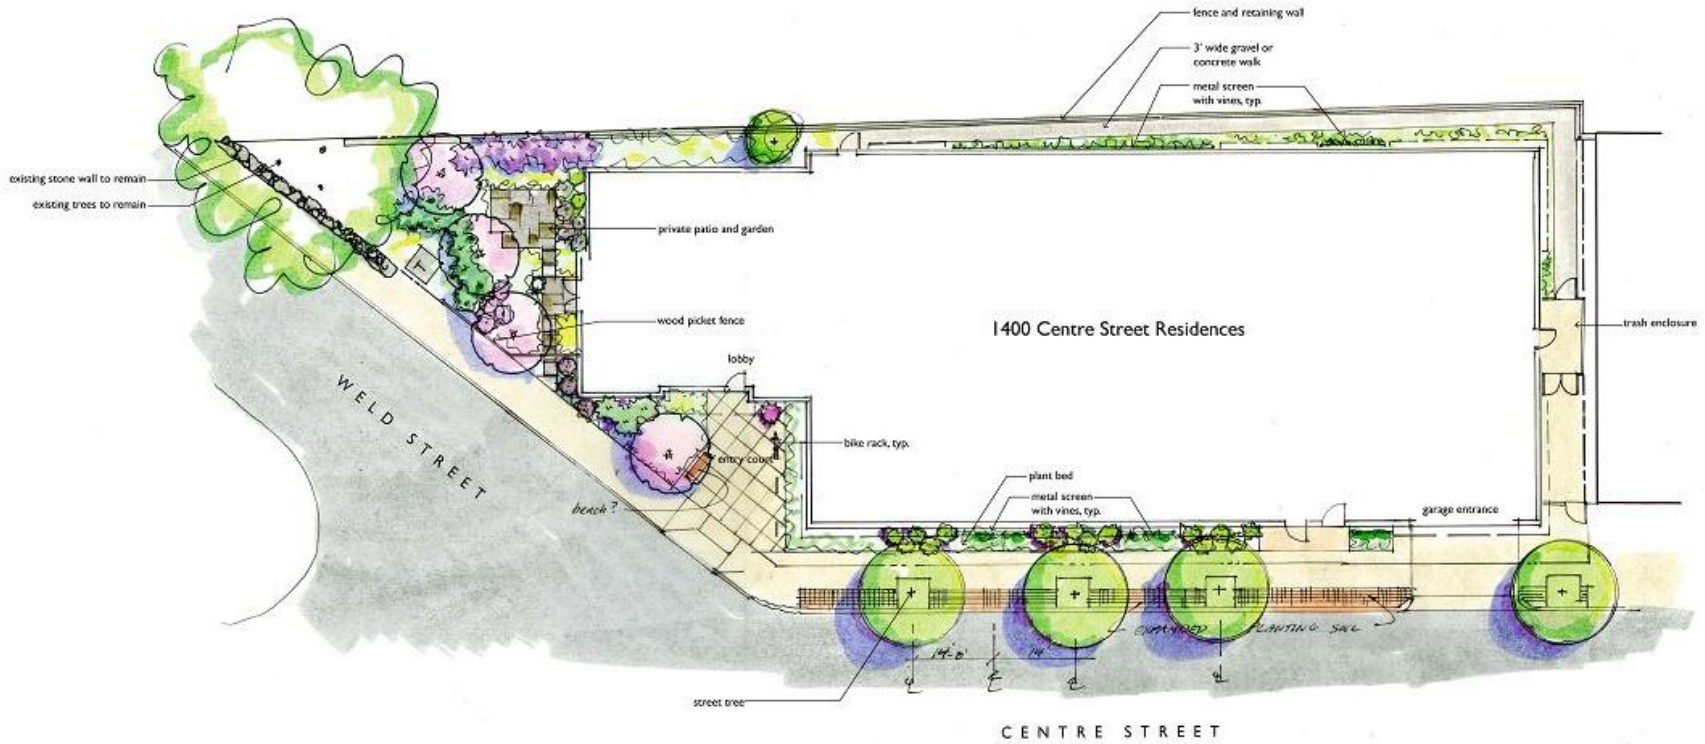 fence and retaining wall
3' wide gravel or
concrete walk
metal screen
with vines, typ.
existing stone wall to remain
existing trees to remain
private patio and garden
wood picket fence
1400 Centre Street Residences
trash enclosure
lobby
WELD STREET
bike rack, typ.
entry court
plant bed
metal screen
with vines, typ.
garage entrance
bench?
EXPANDED PLANTING SOIL
14'-0"
14'
street tree
CENTRE STREET